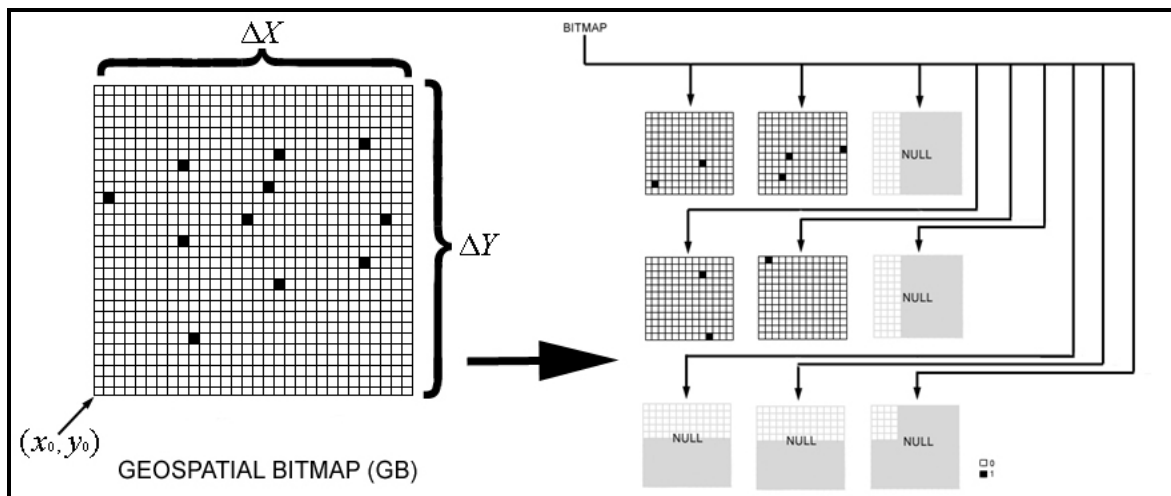 ΔX
ΔY
(x₀, y₀)
GEOSPATIAL BITMAP (GB)
BITMAP
NULL
NULL
NULL
NULL
NULL
0
1